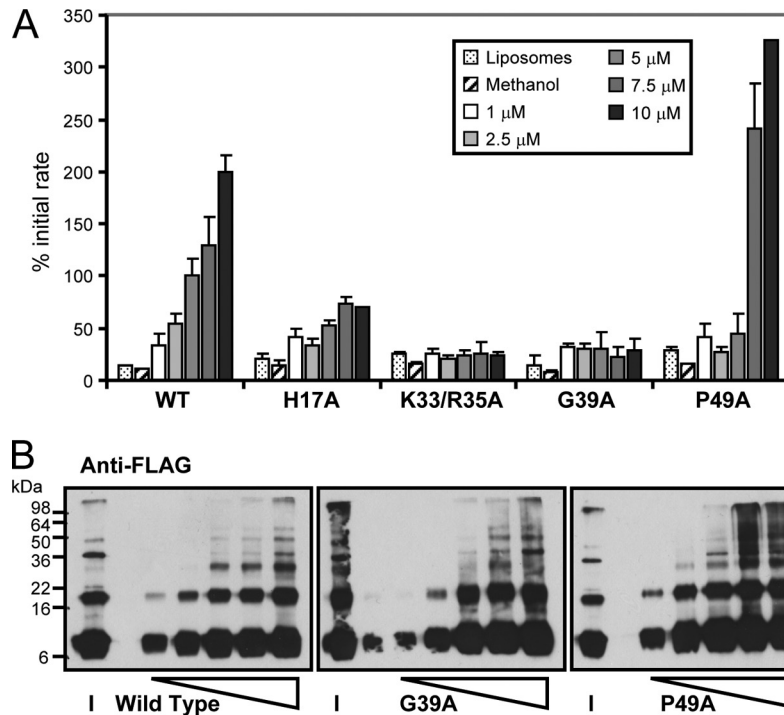 A
350
300
250
200
150
100
50
0
% initial rate
Liposomes
Methanol
1 µM
2.5 µM
5 µM
7.5 µM
10 µM
WT H17A K33/R35A G39A P49A
B
Anti-FLAG
kDa
98
64
50
36
22
16
6
I Wild Type I G39A I P49A